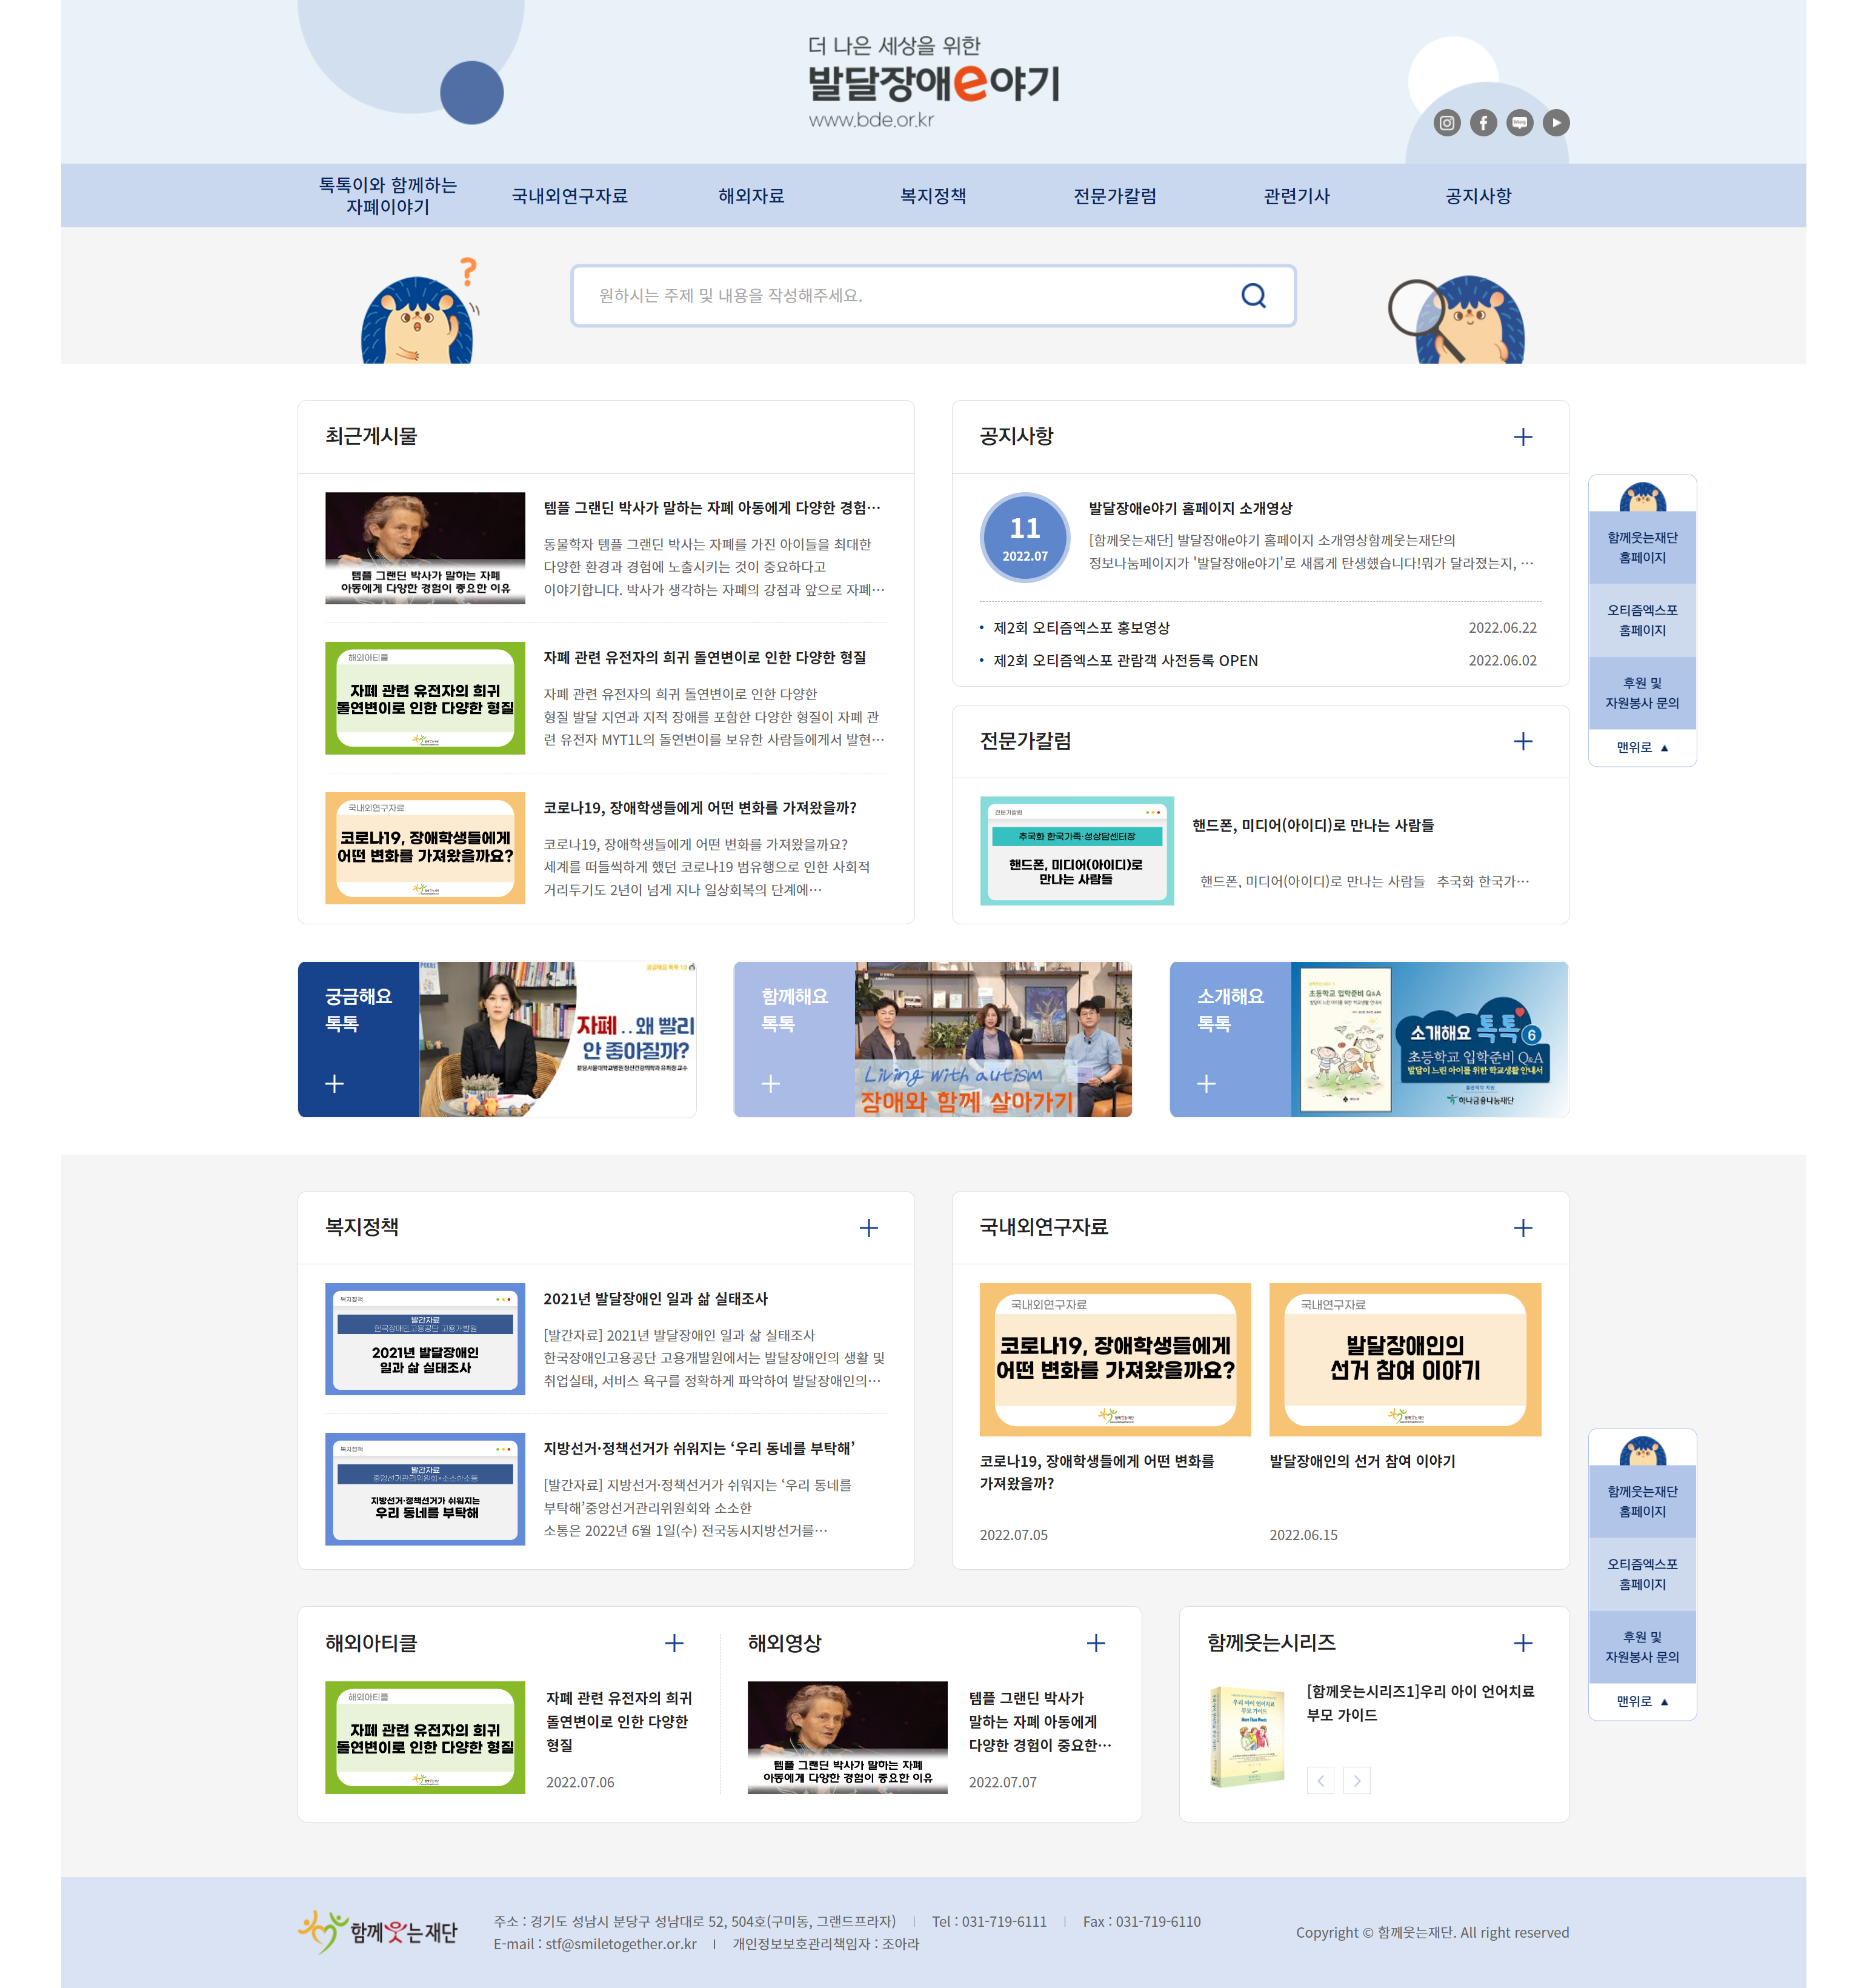 더 나은 세상을 위한
발달장애e야기
www.bde.or.kr
톡톡이와 함께하는
자폐이야기
국내외연구자료
해외자료
복지정책
전문가칼럼
관련기사
공지사항
?
원하시는 주제 및 내용을 작성해주세요.
최근게시물
템플 그랜딘 박사가 말하는 자폐
아동에게 다양한 경험이 중요한 이유
템플 그랜딘 박사가 말하는 자폐 아동에게 다양한 경험…
동물학자 템플 그랜딘 박사는 자폐를 가진 아이들을 최대한
다양한 환경과 경험에 노출시키는 것이 중요하다고
이야기합니다. 박사가 생각하는 자폐의 강점과 앞으로 자폐…
해외아티클
자폐 관련 유전자의 희귀
돌연변이로 인한 다양한 형질
자폐 관련 유전자의 희귀 돌연변이로 인한 다양한 형질
자폐 관련 유전자의 희귀 돌연변이로 인한 다양한
형질 발달 지연과 지적 장애를 포함한 다양한 형질이 자폐 관
련 유전자 MYT1L의 돌연변이를 보유한 사람들에게서 발현…
국내외연구자료
코로나19, 장애학생들에게
어떤 변화를 가져왔을까요?
코로나19, 장애학생들에게 어떤 변화를 가져왔을까?
코로나19, 장애학생들에게 어떤 변화를 가져왔을까요?
세계를 떠들썩하게 했던 코로나19 범유행으로 인한 사회적
거리두기도 2년이 넘게 지나 일상회복의 단계에…
공지사항
11
2022.07
발달장애e야기 홈페이지 소개영상
[함께웃는재단] 발달장애e야기 홈페이지 소개영상함께웃는재단의
정보나눔페이지가 '발달장애e야기'로 새롭게 탄생했습니다!뭐가 달라졌는지, …
제2회 오티즘엑스포 홍보영상
2022.06.22
제2회 오티즘엑스포 관람객 사전등록 OPEN
2022.06.02
전문가칼럼
전문가칼럼
추국화 한국가족·성상담센터장
핸드폰, 미디어(아이디)로
만나는 사람들
핸드폰, 미디어(아이디)로 만나는 사람들
핸드폰, 미디어(아이디)로 만나는 사람들 추국화 한국가…
함께웃는재단
홈페이지
오티즘엑스포
홈페이지
후원 및
자원봉사 문의
맨위로 ▲
궁금해요
톡톡
궁금해요 톡톡 1/3
자폐..왜 빨리
안 좋아질까?
분당서울대학교병원 정신건강의학과 유희정 교수
함께해요
톡톡
Living with autism
장애와 함께 살아가기
소개해요
톡톡
초등학교 입학준비 Q&A
발달이 느린 아이를 위한 학교생활 안내서
소개해요 톡톡 6
초등학교 입학준비 Q&A
발달이 느린 아이를 위한 학교생활 안내서
하나금융나눔재단
복지정책
복지정책
발간자료
한국장애인고용공단 고용개발원
2021년 발달장애인
일과 삶 실태조사
2021년 발달장애인 일과 삶 실태조사
[발간자료] 2021년 발달장애인 일과 삶 실태조사
한국장애인고용공단 고용개발원에서는 발달장애인의 생활 및
취업실태, 서비스 욕구를 정확하게 파악하여 발달장애인의…
복지정책
발간자료
중앙선거관리위원회•소소한소통
지방선거·정책선거가 쉬워지는
우리 동네를 부탁해
지방선거·정책선거가 쉬워지는 ‘우리 동네를 부탁해’
[발간자료] 지방선거·정책선거가 쉬워지는 ‘우리 동네를
부탁해’중앙선거관리위원회와 소소한
소통은 2022년 6월 1일(수) 전국동시지방선거를…
국내외연구자료
국내외연구자료
코로나19, 장애학생들에게
어떤 변화를 가져왔을까요?
코로나19, 장애학생들에게 어떤 변화를
가져왔을까?
2022.07.05
국내연구자료
발달장애인의
선거 참여 이야기
발달장애인의 선거 참여 이야기
2022.06.15
함께웃는재단
홈페이지
오티즘엑스포
홈페이지
후원 및
자원봉사 문의
맨위로 ▲
해외아티클
해외아티클
자폐 관련 유전자의 희귀
돌연변이로 인한 다양한 형질
자폐 관련 유전자의 희귀
돌연변이로 인한 다양한
형질
2022.07.06
해외영상
템플 그랜딘 박사가 말하는 자폐
아동에게 다양한 경험이 중요한 이유
템플 그랜딘 박사가
말하는 자폐 아동에게
다양한 경험이 중요한…
2022.07.07
함께웃는시리즈
우리 아이 언어치료
부모 가이드
More Than Words
[함께웃는시리즈1]우리 아이 언어치료
부모 가이드
함께웃는재단
주소 : 경기도 성남시 분당구 성남대로 52, 504호(구미동, 그랜드프라자) | Tel : 031-719-6111 | Fax : 031-719-6110
E-mail : stf@smiletogether.or.kr | 개인정보보호관리책임자 : 조아라
Copyright © 함께웃는재단. All right reserved